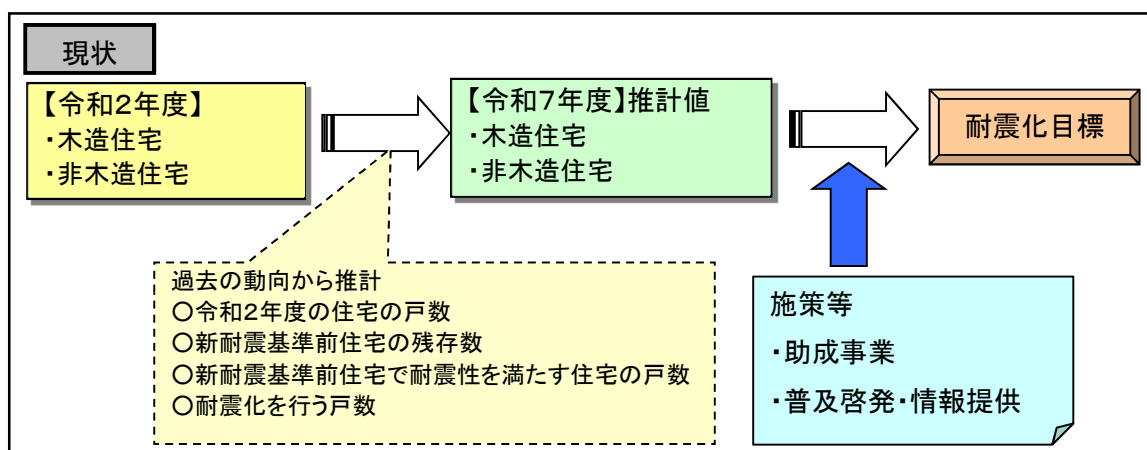 現状
【令和2年度】
・木造住宅
・非木造住宅
【令和7年度】推計値
・木造住宅
・非木造住宅
耐震化目標
過去の動向から推計
○令和2年度の住宅の戸数
○新耐震基準前住宅の残存数
○新耐震基準前住宅で耐震性を満たす住宅の戸数
○耐震化を行う戸数
施策等
・助成事業
・普及啓発・情報提供